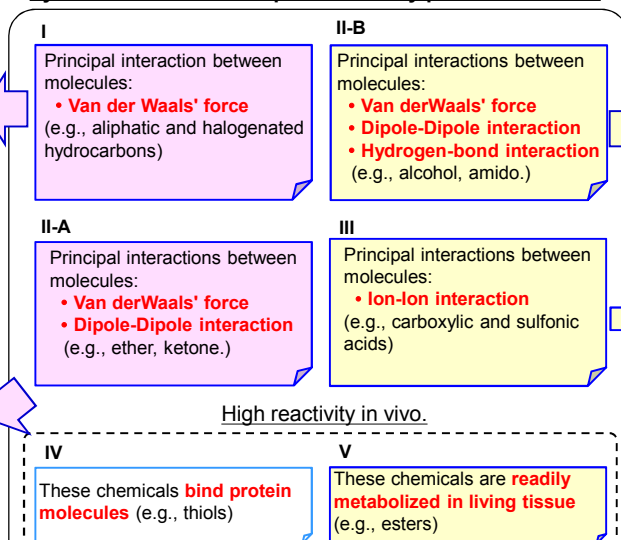 I
Principal interaction between
molecules:
• Van der Waals' force
(e.g., aliphatic and halogenated
hydrocarbons)
II-B
Principal interactions between
molecules:
• Van derWaals' force
• Dipole-Dipole interaction
• Hydrogen-bond interaction
(e.g., alcohol, amido.)
II-A
Principal interactions between
molecules:
• Van derWaals' force
• Dipole-Dipole interaction
(e.g., ether, ketone.)
III
Principal interactions between
molecules:
• Ion-Ion interaction
(e.g., carboxylic and sulfonic
acids)
High reactivity in vivo.
IV
These chemicals bind protein
molecules (e.g., thiols)
V
These chemicals are readily
metabolized in living tissue
(e.g., esters)